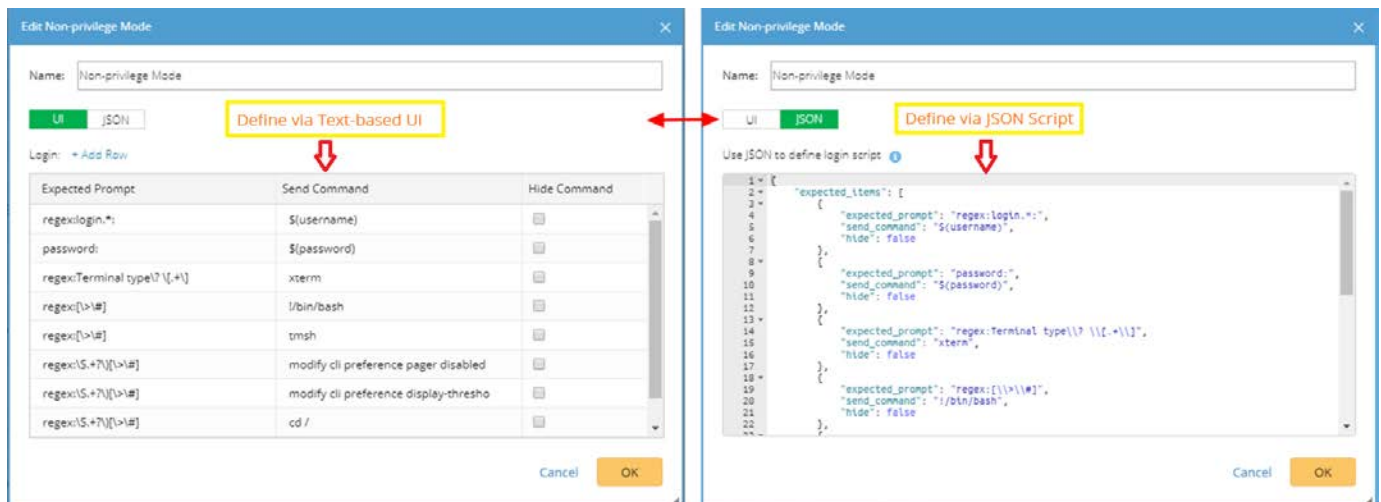 Edit Non-privilege Mode
Name: Non-privilege Mode
UI JSON
Define via Text-based UI
Login: + Add Row
Expected Prompt Send Command Hide Command
regex:login.*: $(username)
password: $(password)
regex:Terminal type\? \[.+\] xterm
regex:[\>\#] !/bin/bash
regex:[\>\#] tmsh
regex:\S.+?\)[\>\#] modify cli preference pager disabled
regex:\S.+?\)[\>\#] modify cli preference display-thresho
regex:\S.+?\)[\>\#] cd /
Cancel OK
Edit Non-privilege Mode
Name: Non-privilege Mode
UI JSON
Define via JSON Script
Use JSON to define login script
1 {
2 "expected_items": [
3 {
4 "expected_prompt": "regex:login.*:",
5 "send_command": "$(username)",
6 "hide": false
7 },
8 {
9 "expected_prompt": "password:",
10 "send_command": "$(password)",
11 "hide": false
12 },
13 {
14 "expected_prompt": "regex:Terminal type\\? \\[.+\\]",
15 "send_command": "xterm",
16 "hide": false
17 },
18 {
19 "expected_prompt": "regex:[\\>\\#]",
20 "send_command": "!/bin/bash",
21 "hide": false
22 },
Cancel OK